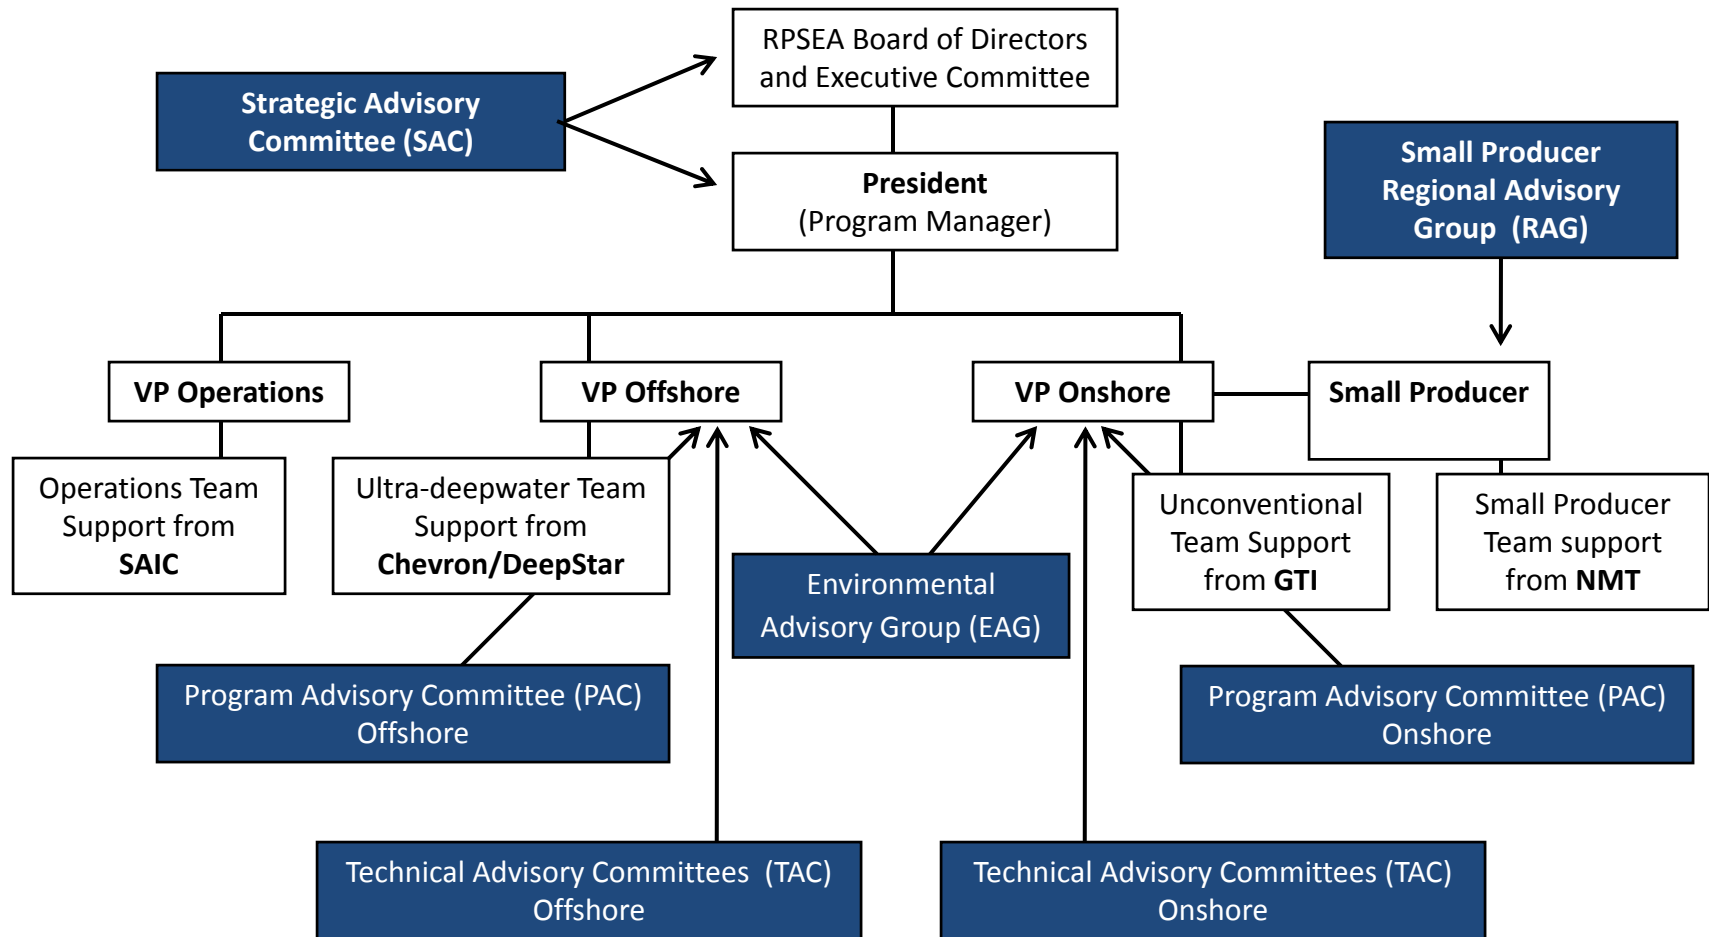 RPSEA Board of Directors
and Executive Committee
Strategic Advisory
Committee (SAC)
President
(Program Manager)
Small Producer
Regional Advisory
Group (RAG)
VP Operations
VP Offshore
VP Onshore
Small Producer
Operations Team
Support from
SAIC
Ultra-deepwater Team
Support from
Chevron/DeepStar
Environmental
Advisory Group (EAG)
Unconventional
Team Support
from GTI
Small Producer
Team support
from NMT
Program Advisory Committee (PAC)
Offshore
Program Advisory Committee (PAC)
Onshore
Technical Advisory Committees (TAC)
Offshore
Technical Advisory Committees (TAC)
Onshore